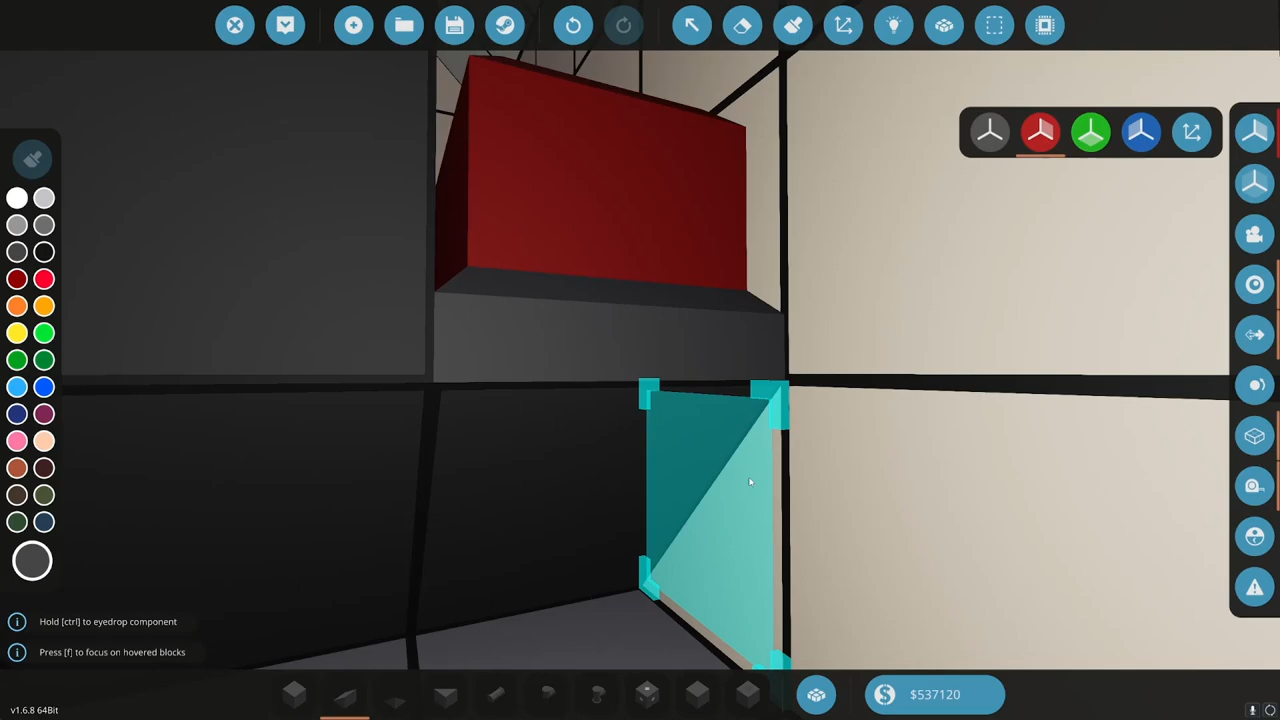 Hold [ctrl] to eyedrop component
Press [f] to focus on hovered blocks
$537120
v1.6.8 64Bit